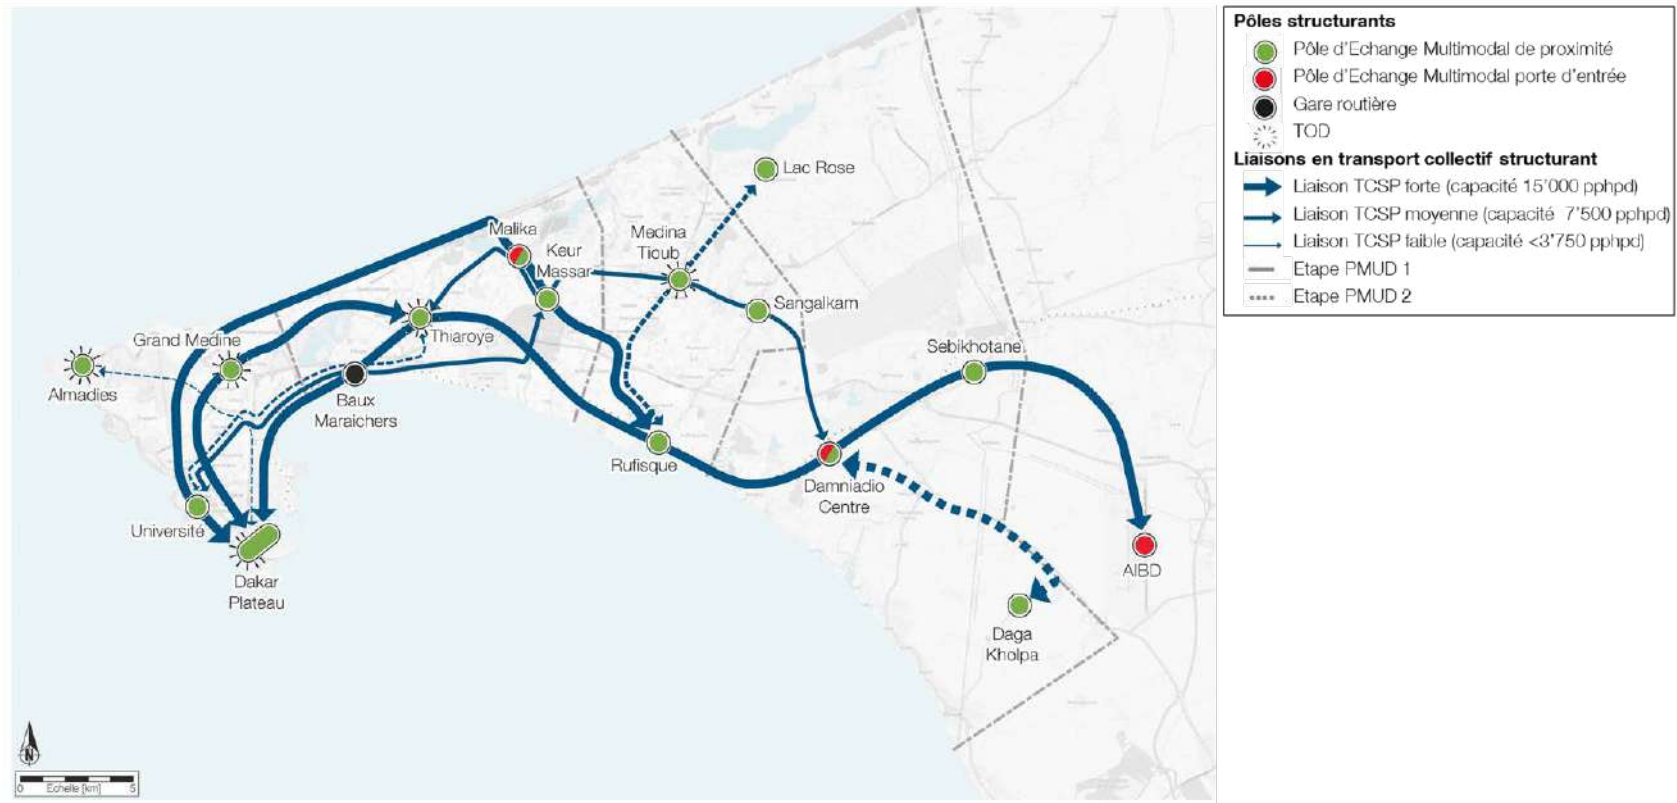 Pôles structurants
Pôle d'Echange Multimodal de proximité
Pôle d'Echange Multimodal porte d'entrée
Gare routière
TOD
Liaisons en transport collectif structurant
Liaison TCSP forte (capacité 15'000 pphpd)
Liaison TCSP moyenne (capacité 7'500 pphpd)
Liaison TCSP faible (capacité <3'750 pphpd)
Etape PMUD 1
Etape PMUD 2
Lac Rose
Malika
Medina
Tioub
Keur
Massar
Sangalkam
Grand Medine
Thiaroye
Sebikhotane
Almadies
Baux
Maraichers
Rufisque
Damniadio
Centre
Université
Dakar
Plateau
AIBD
Daga
Kholpa
N
0 Echelle [km] 5